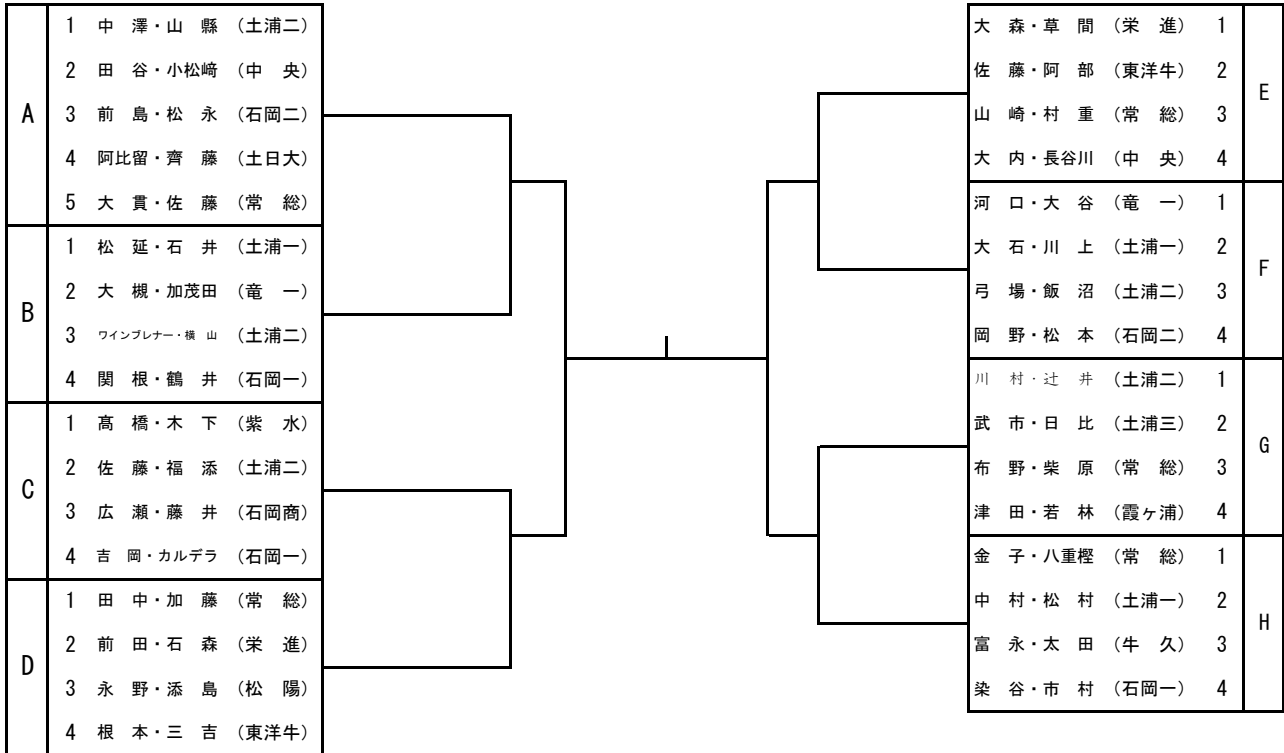 A
1 中 澤・山 縣 (土浦二)
2 田 谷・小松﨑 (中 央)
3 前 島・松 永 (石岡二)
4 阿比留・齊 藤 (土日大)
5 大 貫・佐 藤 (常 総)
B
1 松 延・石 井 (土浦一)
2 大 槻・加茂田 (竜 一)
3 ワインブレナー・横 山 (土浦二)
4 関 根・鶴 井 (石岡一)
C
1 髙 橋・木 下 (紫 水)
2 佐 藤・福 添 (土浦二)
3 広 瀬・藤 井 (石岡商)
4 吉 岡・カルデラ (石岡一)
D
1 田 中・加 藤 (常 総)
2 前 田・石 森 (栄 進)
3 永 野・添 島 (松 陽)
4 根 本・三 吉 (東洋牛)
大 森・草 間 (栄 進) 1
佐 藤・阿 部 (東洋牛) 2
山 崎・村 重 (常 総) 3
大 内・長谷川 (中 央) 4
E
河 口・大 谷 (竜 一) 1
大 石・川 上 (土浦一) 2
弓 場・飯 沼 (土浦二) 3
岡 野・松 本 (石岡二) 4
F
川 村・辻 井 (土浦二) 1
武 市・日 比 (土浦三) 2
布 野・柴 原 (常 総) 3
津 田・若 林 (霞ヶ浦) 4
G
金 子・八重樫 (常 総) 1
中 村・松 村 (土浦一) 2
富 永・太 田 (牛 久) 3
染 谷・市 村 (石岡一) 4
H